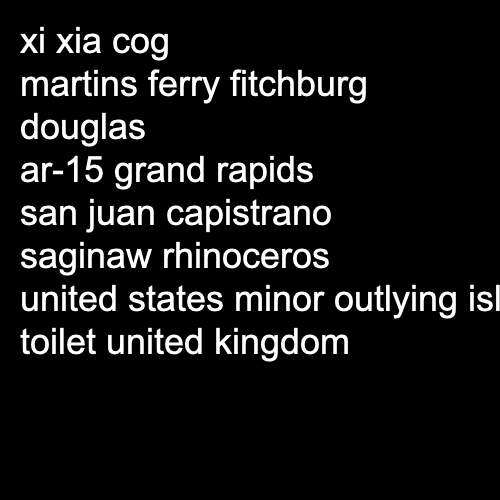 xi xia cog
martins ferry fitchburg
douglas
ar-15 grand rapids
san juan capistrano
saginaw rhinoceros
united states minor outlying isl
toilet united kingdom